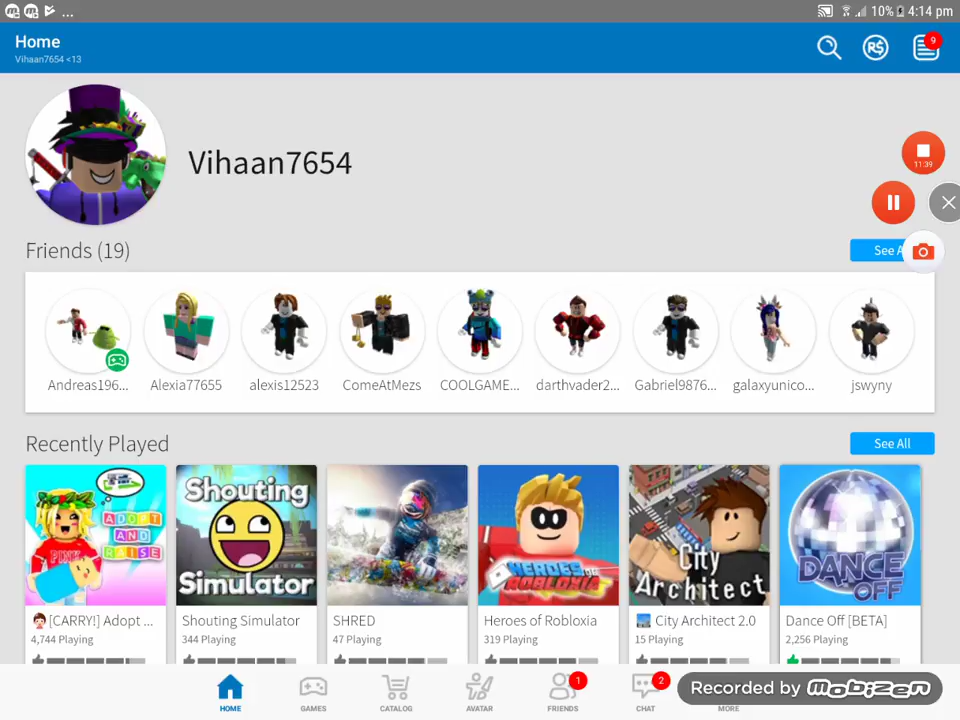 ... 10% 4:14 pm
Home
Vihaan7654 <13
R$
9
Vihaan7654
11:39
Friends (19)
See A
Andreas196... Alexia77655 alexis12523 ComeAtMezs COOLGAME... darthvader2... Gabriel9876... galaxyunico... jswyny
Recently Played
See All
ADOPT AND RAISE
PINK
Shouting Simulator
HEROES OF ROBLOXIA
City Architect
DANCE OFF
[CARRY!] Adopt ... Shouting Simulator SHRED Heroes of Robloxia City Architect 2.0 Dance Off [BETA]
4,744 Playing 344 Playing 47 Playing 319 Playing 15 Playing 2,256 Playing
1 2
Recorded by mobizen
HOME GAMES CATALOG AVATAR FRIENDS CHAT MORE